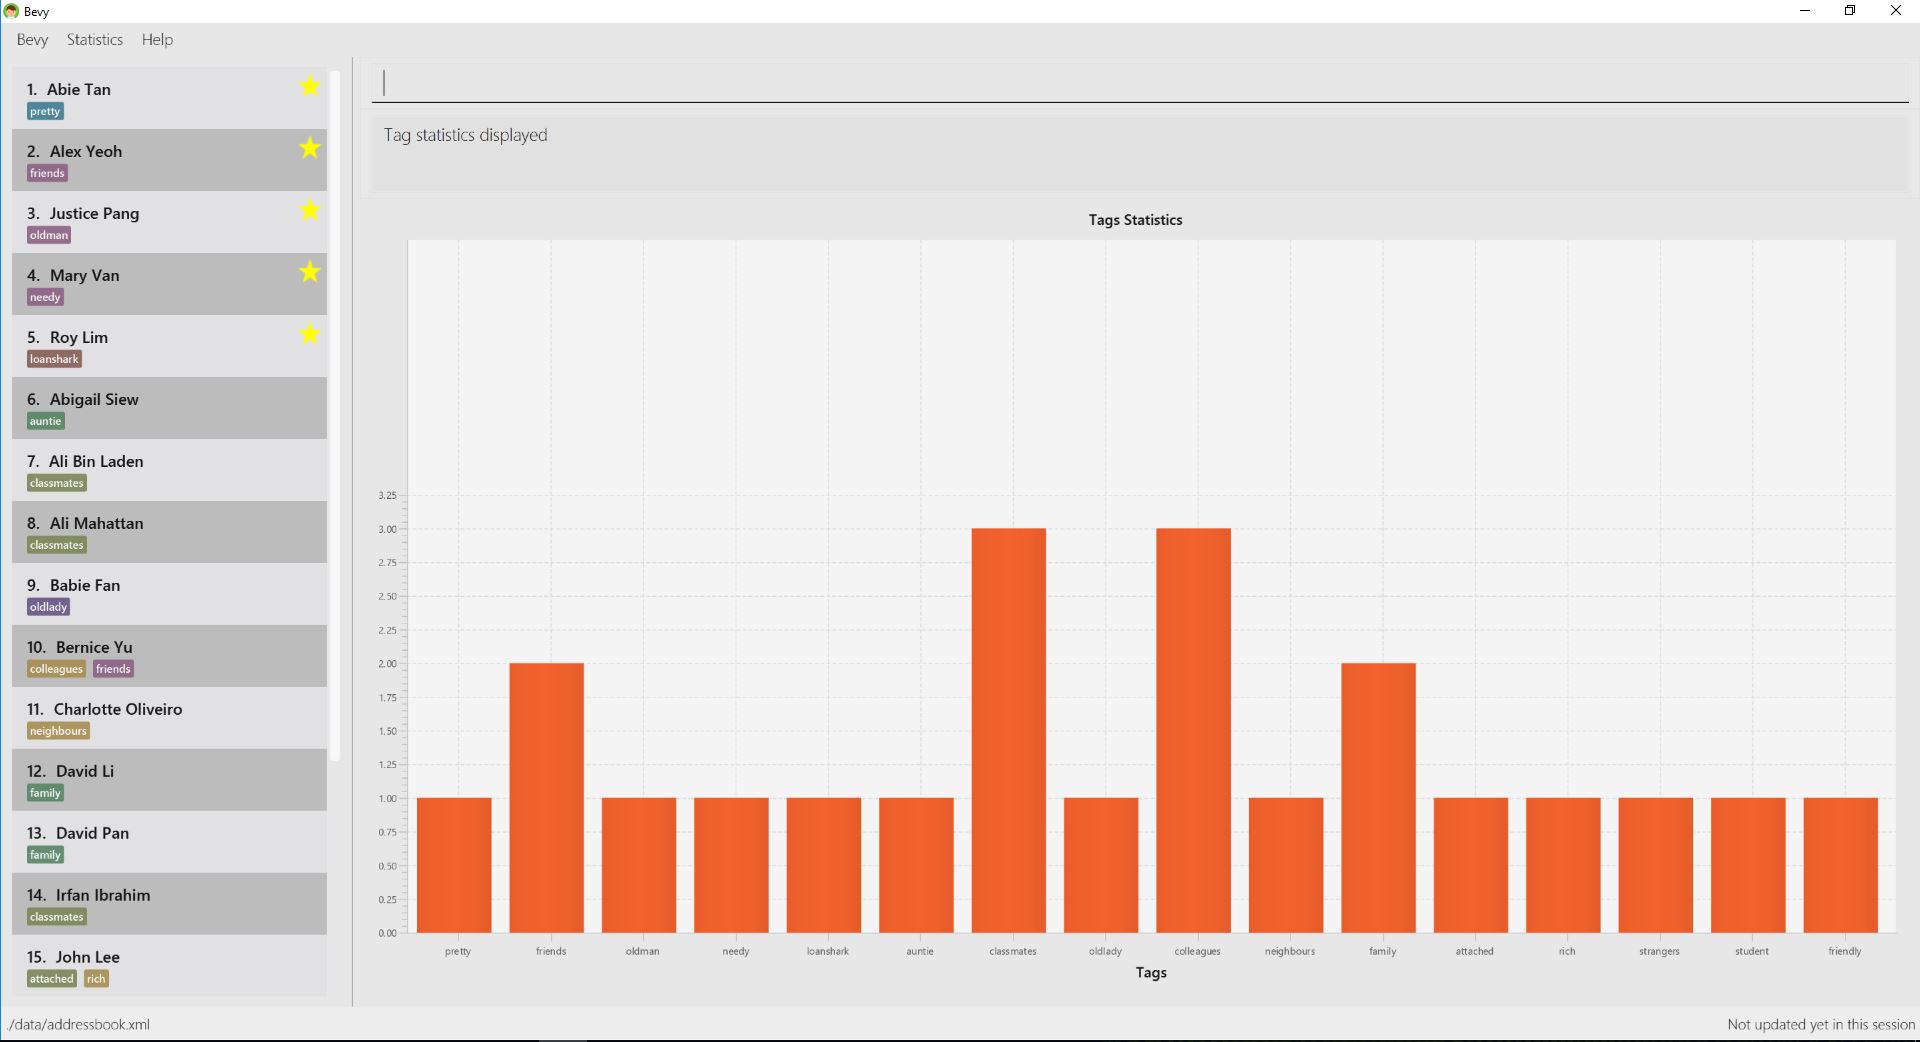 Bevy
Bevy Statistics Help
1. Abie Tan
pretty
2. Alex Yeoh
friends
3. Justice Pang
oldman
4. Mary Van
needy
5. Roy Lim
loanshark
6. Abigail Siew
auntie
7. Ali Bin Laden
classmates
8. Ali Mahattan
classmates
9. Babie Fan
oldlady
10. Bernice Yu
colleagues friends
11. Charlotte Oliveiro
neighbours
12. David Li
family
13. David Pan
family
14. Irfan Ibrahim
classmates
15. John Lee
attached rich
Tag statistics displayed
Tags Statistics
3.25
3.00
2.75
2.50
2.25
2.00
1.75
1.50
1.25
1.00
0.75
0.50
0.25
0.00
pretty friends oldman needy loanshark auntie classmates oldlady colleagues neighbours family attached rich strangers student friendly
Tags
./data/addressbook.xml
Not updated yet in this session